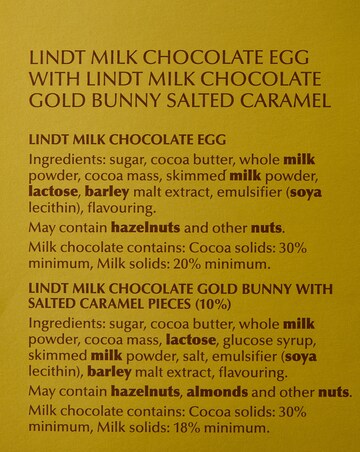 LINDT MILK CHOCOLATE EGG
WITH LINDT MILK CHOCOLATE
GOLD BUNNY SALTED CARAMEL
LINDT MILK CHOCOLATE EGG
Ingredients: sugar, cocoa butter, whole milk
powder, cocoa mass, skimmed milk powder,
lactose, barley malt extract, emulsifier (soya
lecithin), flavouring.
May contain hazelnuts and other nuts.
Milk chocolate contains: Cocoa solids: 30%
minimum, Milk solids: 20% minimum.
LINDT MILK CHOCOLATE GOLD BUNNY WITH
SALTED CARAMEL PIECES (10%)
Ingredients: sugar, cocoa butter, whole milk
powder, cocoa mass, lactose, glucose syrup,
skimmed milk powder, salt, emulsifier (soya
lecithin), barley malt extract, flavouring.
May contain hazelnuts, almonds and other nuts.
Milk chocolate contains: Cocoa solids: 30%
minimum, Milk solids: 18% minimum.